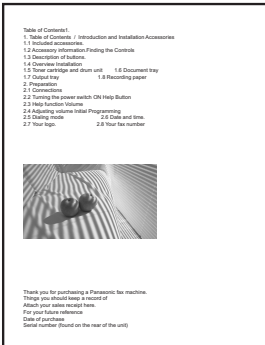 Table of Contents1.
1. Table of Contents / Introduction and Installation Accessories
1.1 Included accessories.
1.2 Accessory information.Finding the Controls
1.3 Description of buttons.
1.4 Overview Installation
1.5 Toner cartridge and drum unit 1.6 Document tray
1.7 Output tray 1.8 Recording paper
2. Preparation
2.1 Connections
2.2 Turning the power switch ON Help Button
2.3 Help function Volume
2.4 Adjusting volume Initial Programming
2.5 Dialing mode 2.6 Date and time.
2.7 Your logo. 2.8 Your fax number
Thank you for purchasing a Panasonic fax machine.
Things you should keep a record of
Attach your sales receipt here.
For your future reference
Date of purchase
Serial number (found on the rear of the unit)